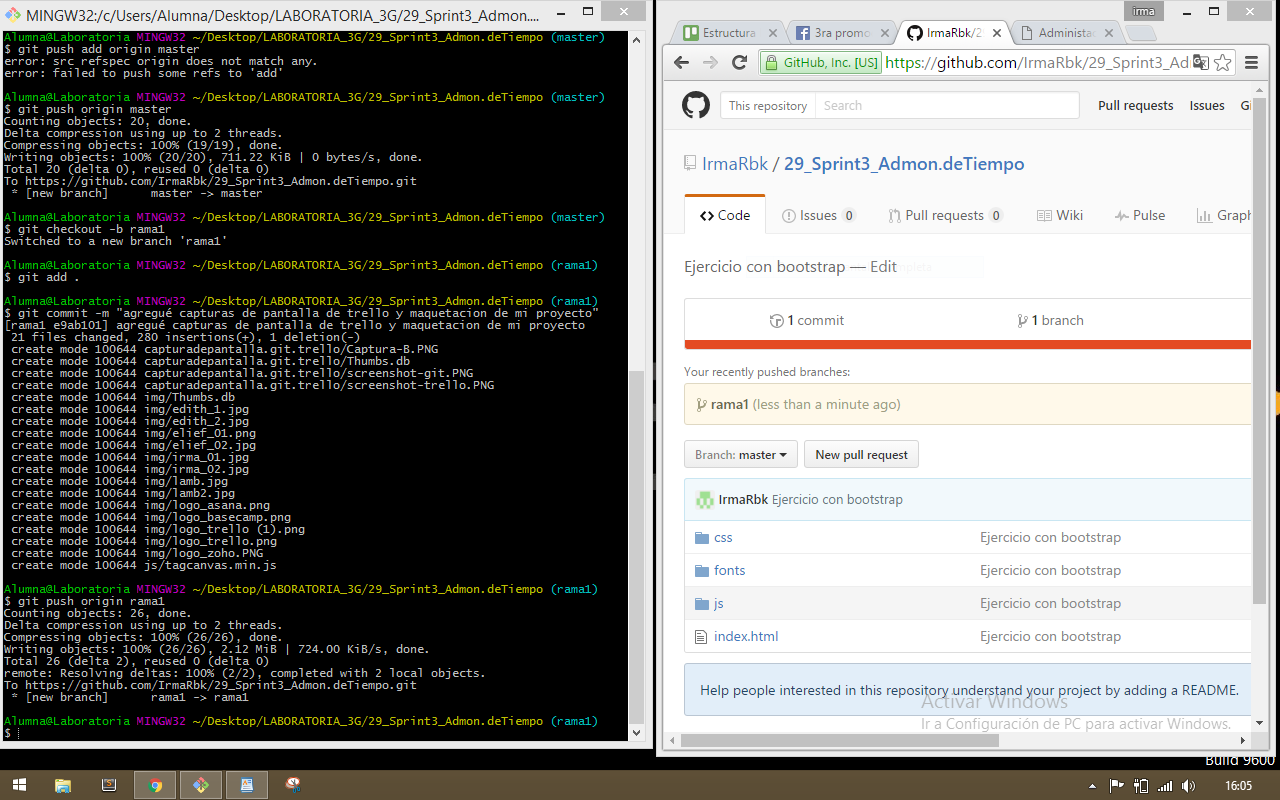 MINGW32:/c/Users/Alumna/Desktop/LABORATORIA_3G/29_Sprint3_Admon....
Alumna@Laboratoria MINGW32 ~/Desktop/LABORATORIA_3G/29_Sprint3_Admon.deTiempo (master)
$ git push add origin master
error: src refspec origin does not match any.
error: failed to push some refs to 'add'
Alumna@Laboratoria MINGW32 ~/Desktop/LABORATORIA_3G/29_Sprint3_Admon.deTiempo (master)
$ git push origin master
Counting objects: 20, done.
Delta compression using up to 2 threads.
Compressing objects: 100% (19/19), done.
Writing objects: 100% (20/20), 711.22 KiB | 0 bytes/s, done.
Total 20 (delta 0), reused 0 (delta 0)
To https://github.com/IrmaRbk/29_Sprint3_Admon.deTiempo.git
* [new branch] master -> master
Alumna@Laboratoria MINGW32 ~/Desktop/LABORATORIA_3G/29_Sprint3_Admon.deTiempo (master)
$ git checkout -b rama1
Switched to a new branch 'rama1'
Alumna@Laboratoria MINGW32 ~/Desktop/LABORATORIA_3G/29_Sprint3_Admon.deTiempo (rama1)
$ git add .
Alumna@Laboratoria MINGW32 ~/Desktop/LABORATORIA_3G/29_Sprint3_Admon.deTiempo (rama1)
$ git commit -m "agregué capturas de pantalla de trello y maquetacion de mi proyecto"
[rama1 e9ab101] agregué capturas de pantalla de trello y maquetacion de mi proyecto
21 files changed, 280 insertions(+), 1 deletion(-)
create mode 100644 capturadepantalla.git.trello/Captura-B.PNG
create mode 100644 capturadepantalla.git.trello/Thumbs.db
create mode 100644 capturadepantalla.git.trello/screenshot-git.PNG
create mode 100644 capturadepantalla.git.trello/screenshot-trello.PNG
create mode 100644 img/Thumbs.db
create mode 100644 img/edith_1.jpg
create mode 100644 img/edith_2.jpg
create mode 100644 img/elief_01.png
create mode 100644 img/elief_02.jpg
create mode 100644 img/irma_01.jpg
create mode 100644 img/irma_02.jpg
create mode 100644 img/lamb.jpg
create mode 100644 img/lamb2.jpg
create mode 100644 img/logo_asana.png
create mode 100644 img/logo_basecamp.png
create mode 100644 img/logo_trello (1).png
create mode 100644 img/logo_trello.png
create mode 100644 img/logo_zoho.PNG
create mode 100644 js/tagcanvas.min.js
Alumna@Laboratoria MINGW32 ~/Desktop/LABORATORIA_3G/29_Sprint3_Admon.deTiempo (rama1)
$ git push origin rama1
Counting objects: 26, done.
Delta compression using up to 2 threads.
Compressing objects: 100% (26/26), done.
Writing objects: 100% (26/26), 2.12 MiB | 724.00 KiB/s, done.
Total 26 (delta 2), reused 0 (delta 0)
remote: Resolving deltas: 100% (2/2), completed with 2 local objects.
To https://github.com/IrmaRbk/29_Sprint3_Admon.deTiempo.git
* [new branch] rama1 -> rama1
Alumna@Laboratoria MINGW32 ~/Desktop/LABORATORIA_3G/29_Sprint3_Admon.deTiempo (rama1)
$
irma
Estructura 3ra promo IrmaRbk/2 Administa
GitHub, Inc. [US] https://github.com/IrmaRbk/29_Sprint3_Ad
This repository Search Pull requests Issues G
IrmaRbk / 29_Sprint3_Admon.deTiempo
Code Issues 0 Pull requests 0 Wiki Pulse Graph
Ejercicio con bootstrap — Edit
1 commit 1 branch
Your recently pushed branches:
rama1 (less than a minute ago)
Branch: master New pull request
IrmaRbk Ejercicio con bootstrap
css Ejercicio con bootstrap
fonts Ejercicio con bootstrap
js Ejercicio con bootstrap
index.html Ejercicio con bootstrap
Help people interested in this repository understand your project by adding a README.
Activar Windows
Ir a Configuración de PC para activar Windows.
Build 9600
16:05